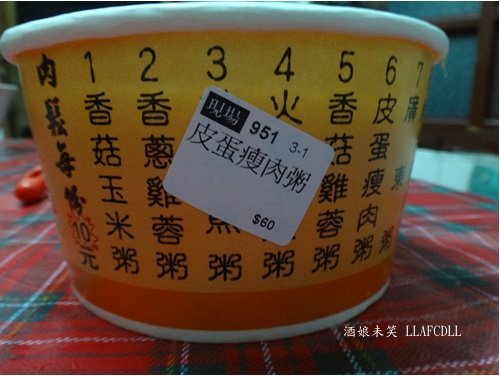 肉鬆每份10元
1香菇玉米粥
2香蔥雞蓉粥
3
粥
4火
粥
5香菇雞蓉粥
6皮蛋瘦肉粥
7廣東
粥
現場 951 3-1
皮蛋瘦肉粥
$60
酒娘未笑 LLAFCDLL